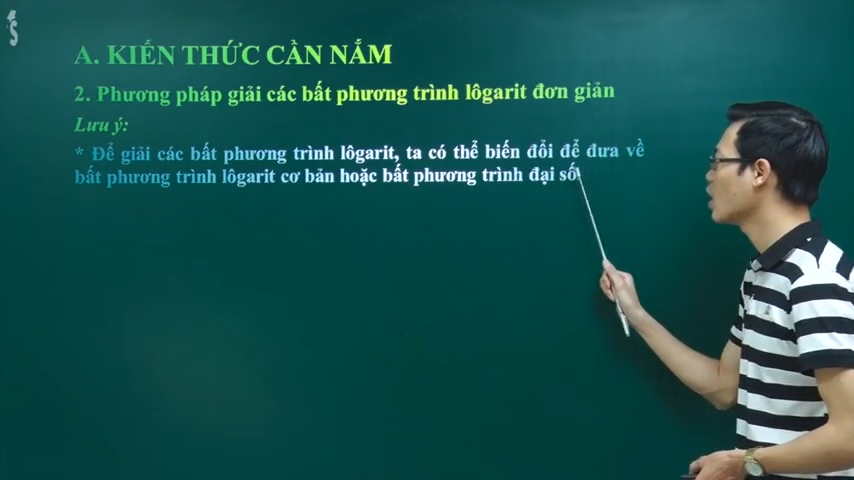 A. KIẾN THỨC CẦN NẮM
2. Phương pháp giải các bất phương trình lôgarit đơn giản
Lưu ý:
* Để giải các bất phương trình lôgarit, ta có thể biến đổi để đưa về
bất phương trình lôgarit cơ bản hoặc bất phương trình đại số